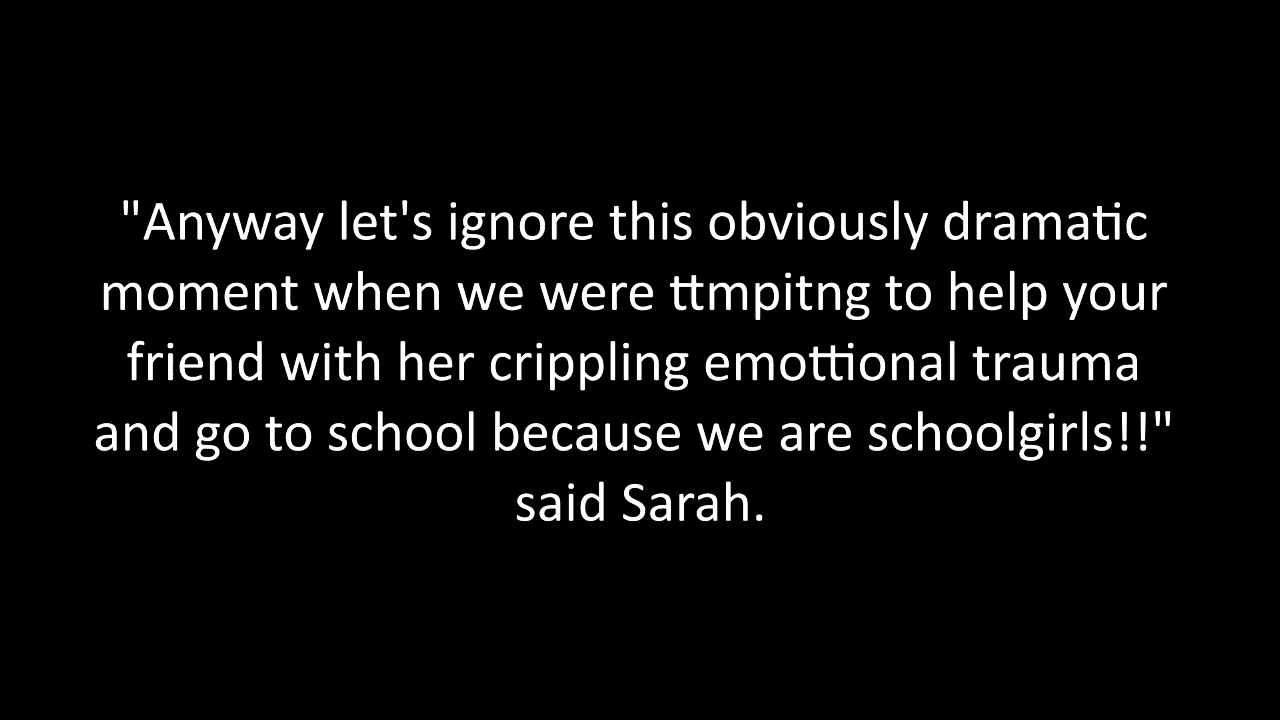 "Anyway let's ignore this obviously dramatic
moment when we were ttmpitng to help your
friend with her crippling emottional trauma
and go to school because we are schoolgirls!!"
said Sarah.